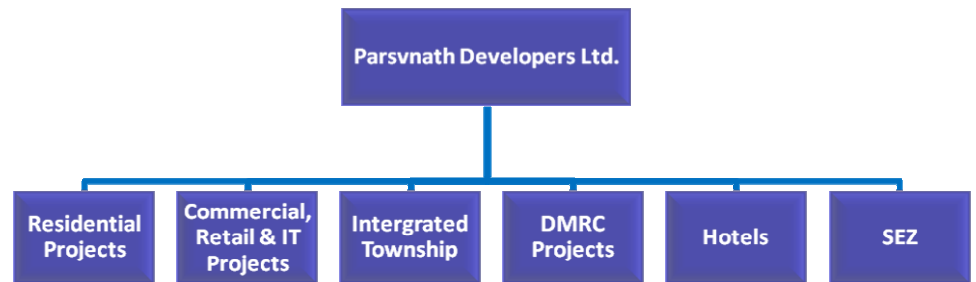 Parsvnath Developers Ltd.
Residential
Projects
Commercial,
Retail & IT
Projects
Intergrated
Township
DMRC
Projects
Hotels
SEZ